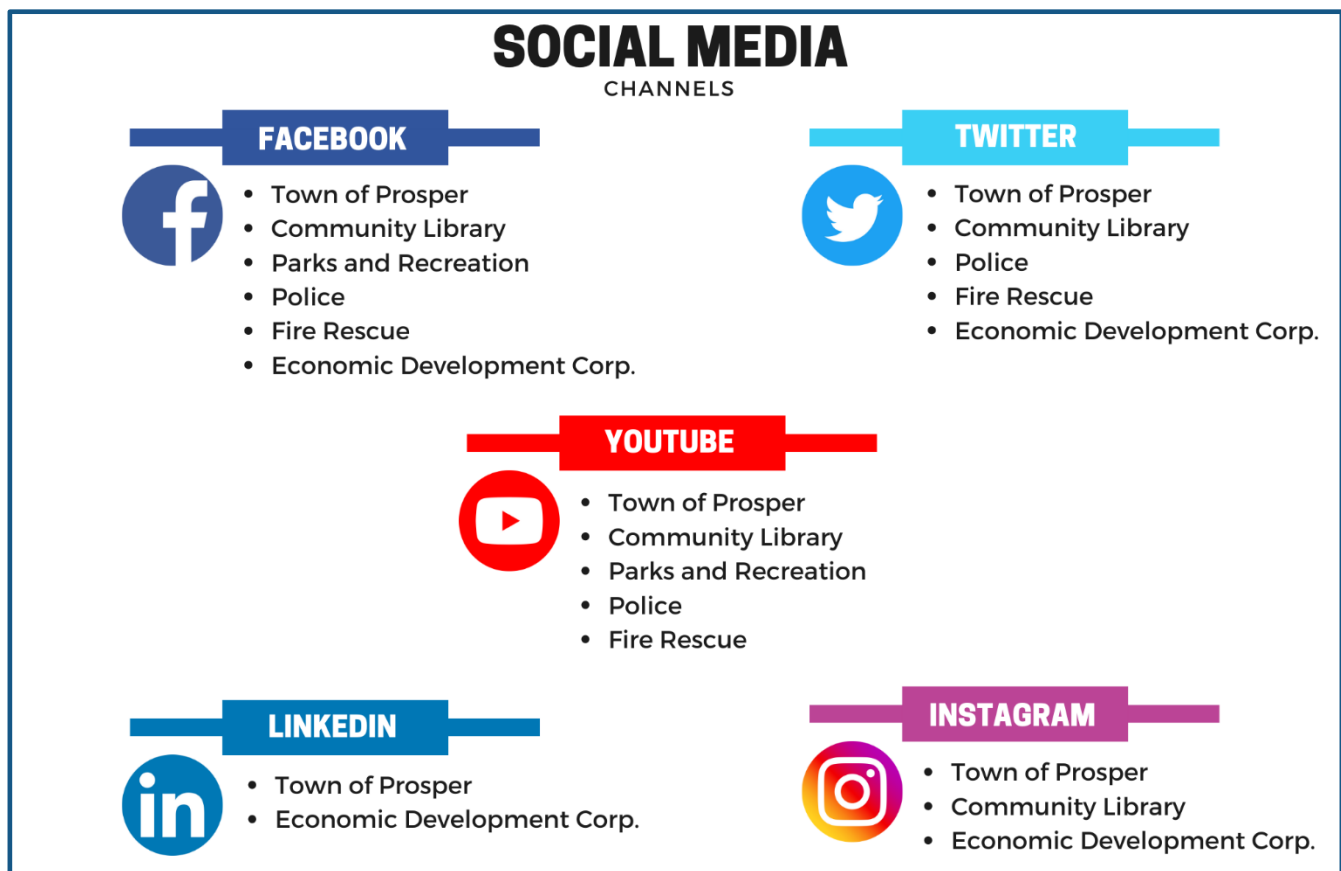 SOCIAL MEDIA
CHANNELS
FACEBOOK
• Town of Prosper
• Community Library
• Parks and Recreation
• Police
• Fire Rescue
• Economic Development Corp.
TWITTER
• Town of Prosper
• Community Library
• Police
• Fire Rescue
• Economic Development Corp.
YOUTUBE
• Town of Prosper
• Community Library
• Parks and Recreation
• Police
• Fire Rescue
LINKEDIN
in
• Town of Prosper
• Economic Development Corp.
INSTAGRAM
• Town of Prosper
• Community Library
• Economic Development Corp.